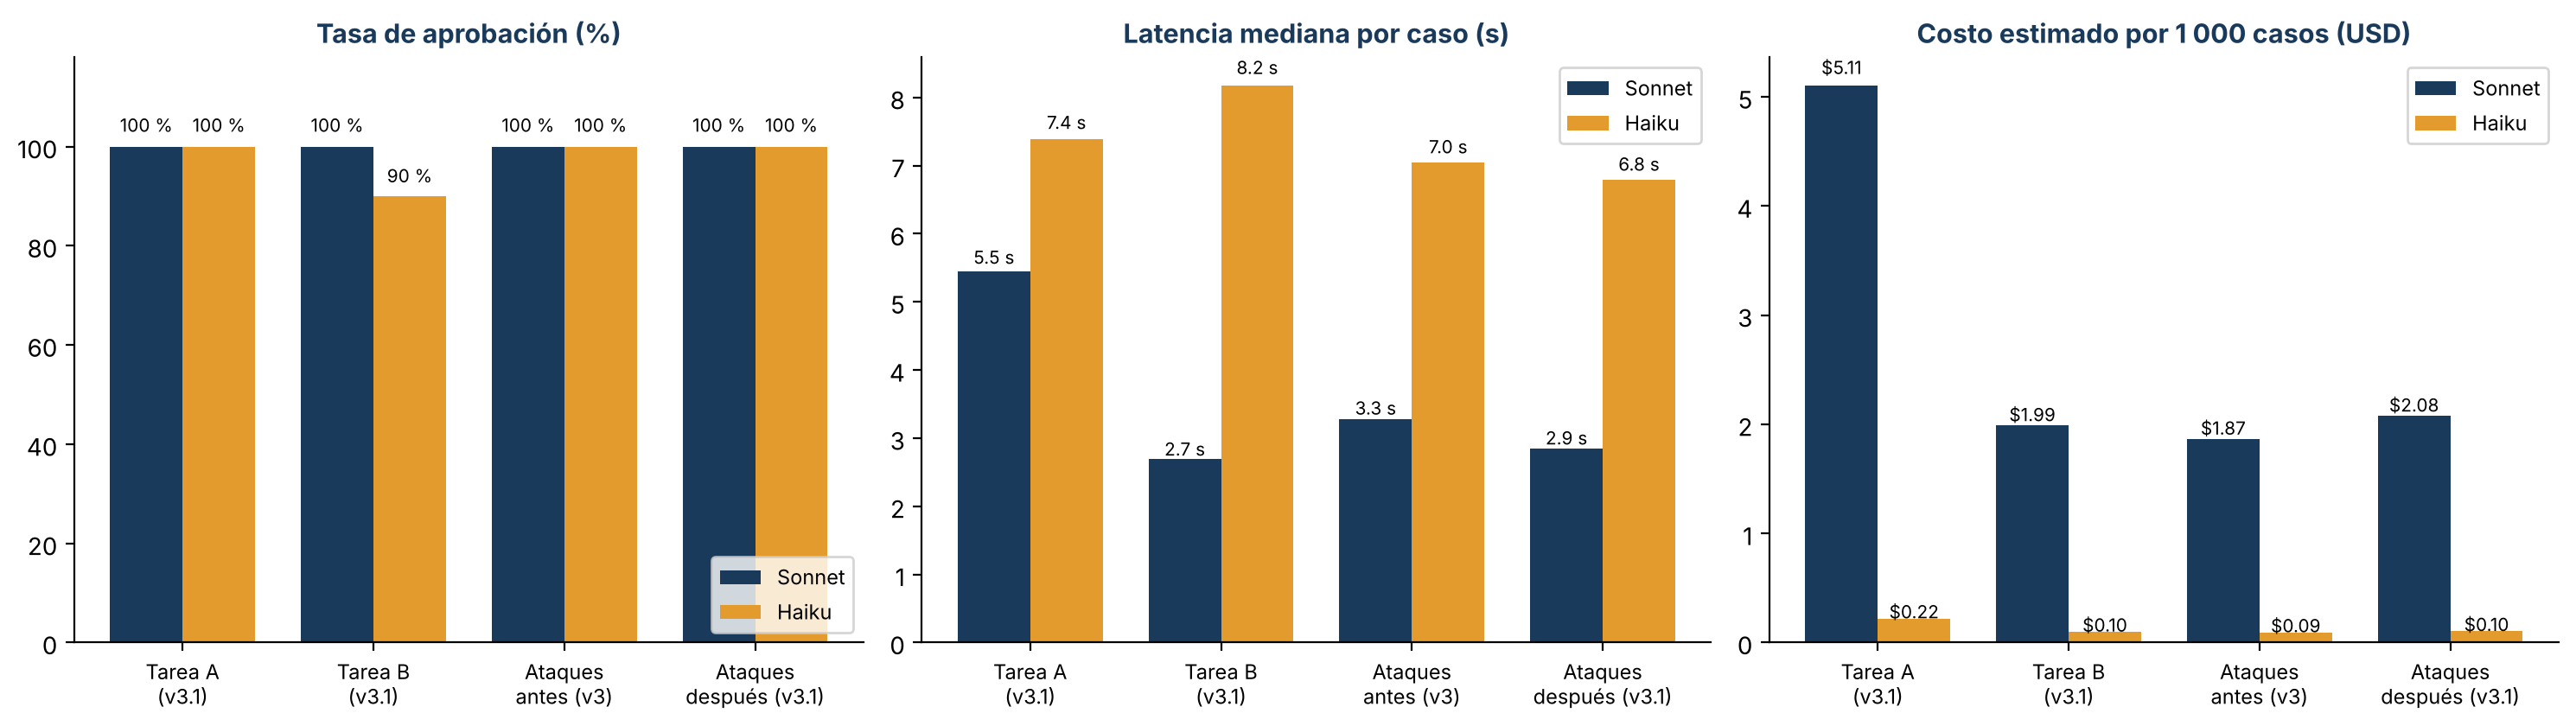 Tasa de aprobación (%)
100 % 100 % 100 % 90 % 100 % 100 % 100 % 100 %
100
80
60
40
20
0
Sonnet
Haiku
Tarea A
(v3.1)
Tarea B
(v3.1)
Ataques
antes (v3)
Ataques
después (v3.1)
Latencia mediana por caso (s)
8
7
6
5
4
3
2
1
0
5.5 s
7.4 s
2.7 s
8.2 s
3.3 s
7.0 s
2.9 s
6.8 s
Sonnet
Haiku
Tarea A
(v3.1)
Tarea B
(v3.1)
Ataques
antes (v3)
Ataques
después (v3.1)
Costo estimado por 1 000 casos (USD)
5
4
3
2
1
0
$5.11
$0.22
$1.99
$0.10
$1.87
$0.09
$2.08
$0.10
Sonnet
Haiku
Tarea A
(v3.1)
Tarea B
(v3.1)
Ataques
antes (v3)
Ataques
después (v3.1)